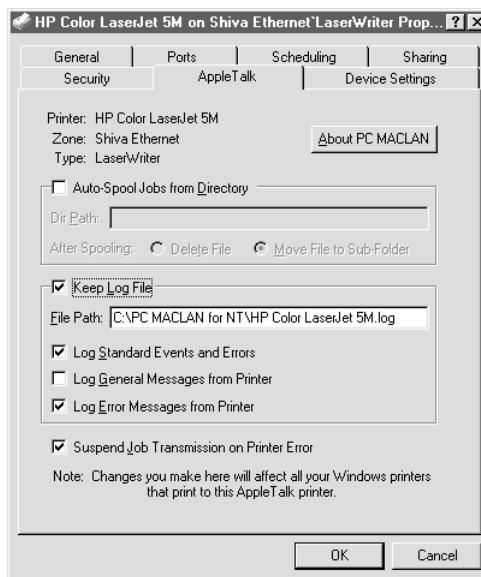 HP Color LaserJet 5M on Shiva Ethernet`LaserWriter Prop... ? ×
General Ports Scheduling Sharing
Security AppleTalk Device Settings
Printer: HP Color LaserJet 5M
Zone: Shiva Ethernet
Type: LaserWriter
About PC MACLAN
Auto-Spool Jobs from Directory
Dir Path:
After Spooling: Delete File Move File to Sub-Folder
Keep Log File
File Path: C:\PC MACLAN for NT\HP Color LaserJet 5M.log
Log Standard Events and Errors
Log General Messages from Printer
Log Error Messages from Printer
Suspend Job Transmission on Printer Error
Note: Changes you make here will affect all your Windows printers
that print to this AppleTalk printer.
OK Cancel